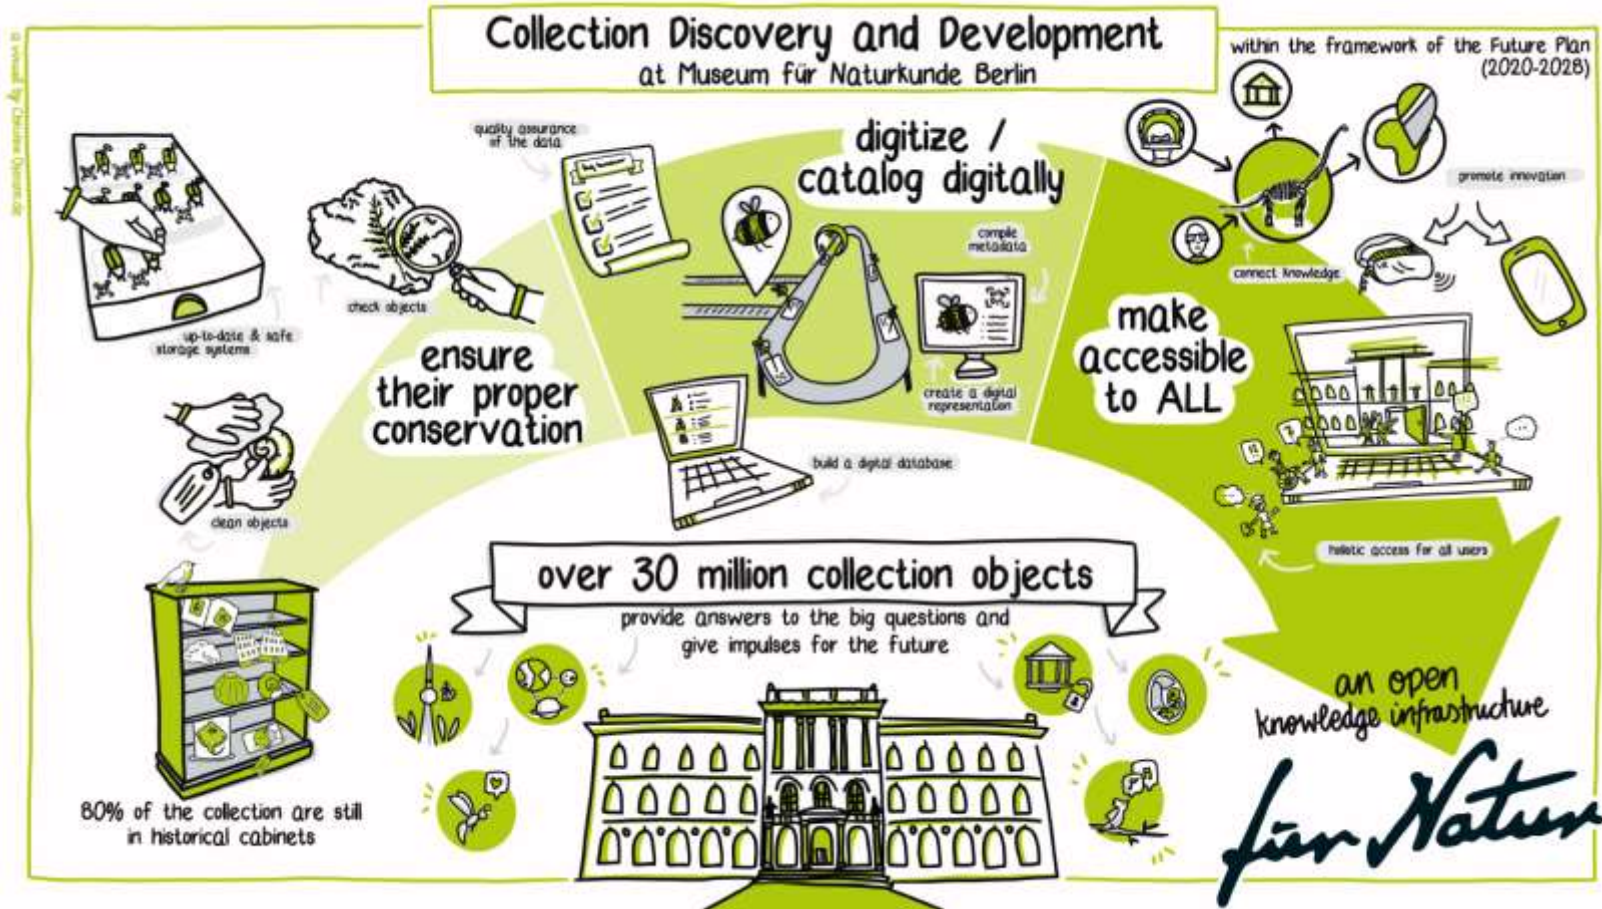 Collection Discovery and Development
at Museum für Naturkunde Berlin
within the framework of the Future Plan
(2020-2028)
quality assurance
of the data
digitize /
catalog digitally
compile
metadata
create a digital
representation
build a digital database
up-to-date & safe
storage systems
check objects
clean objects
ensure
their proper
conservation
promote innovation
connect knowledge
make
accessible
to ALL
holistic access for all users
over 30 million collection objects
provide answers to the big questions and
give impulses for the future
80% of the collection are still
in historical cabinets
an open
knowledge infrastructure
für Natur